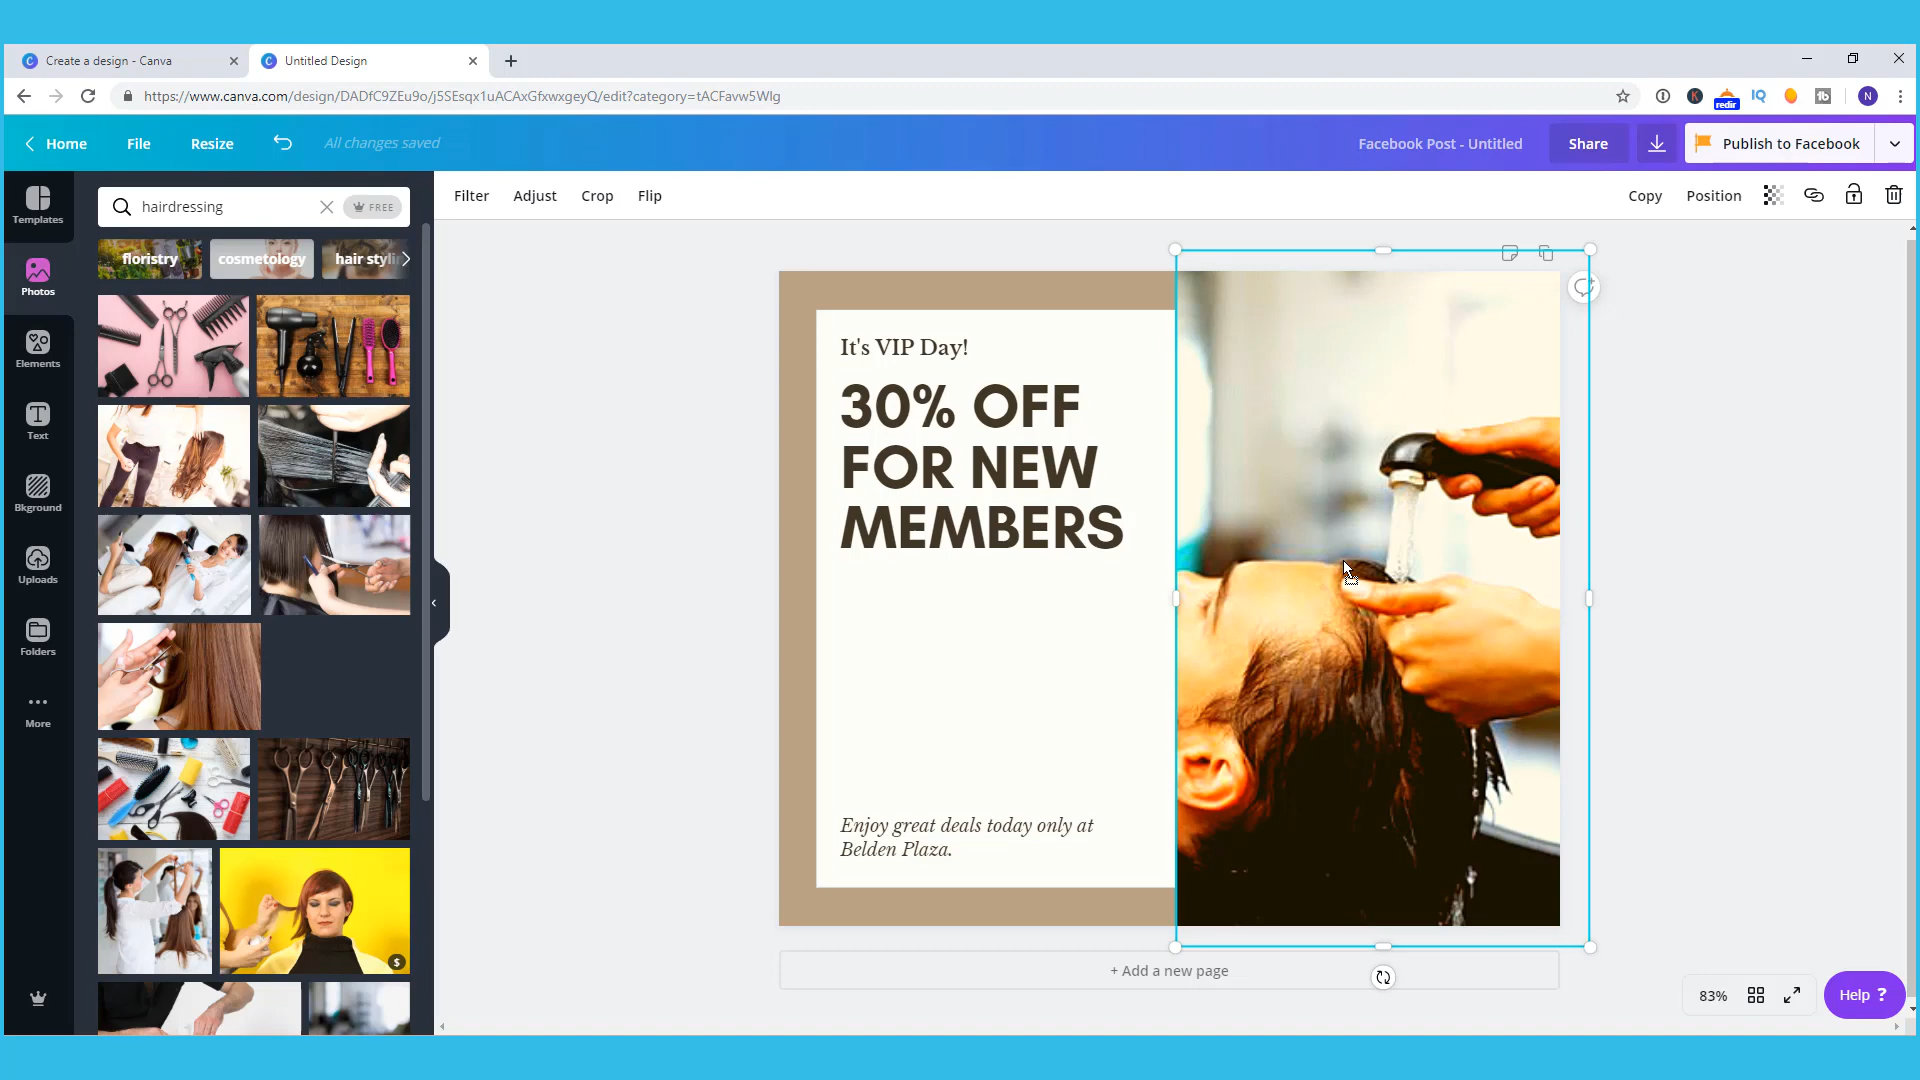 Create a design - Canva
Untitled Design
https://www.canva.com/design/DADfC9ZEu9o/j5SEsqx1uACAxGfxwxgeyQ/edit?category=tACFavw5WIg
redir
IQ
N
Home
File
Resize
All changes saved
Facebook Post - Untitled
Share
Publish to Facebook
Templates
Photos
Elements
Text
Bkground
Uploads
Folders
More
hairdressing
FREE
floristry
cosmetology
hair styli
$
Filter
Adjust
Crop
Flip
Copy
Position
It's VIP Day!
30% OFF
FOR NEW
MEMBERS
Enjoy great deals today only at
Belden Plaza.
+ Add a new page
83%
Help ?